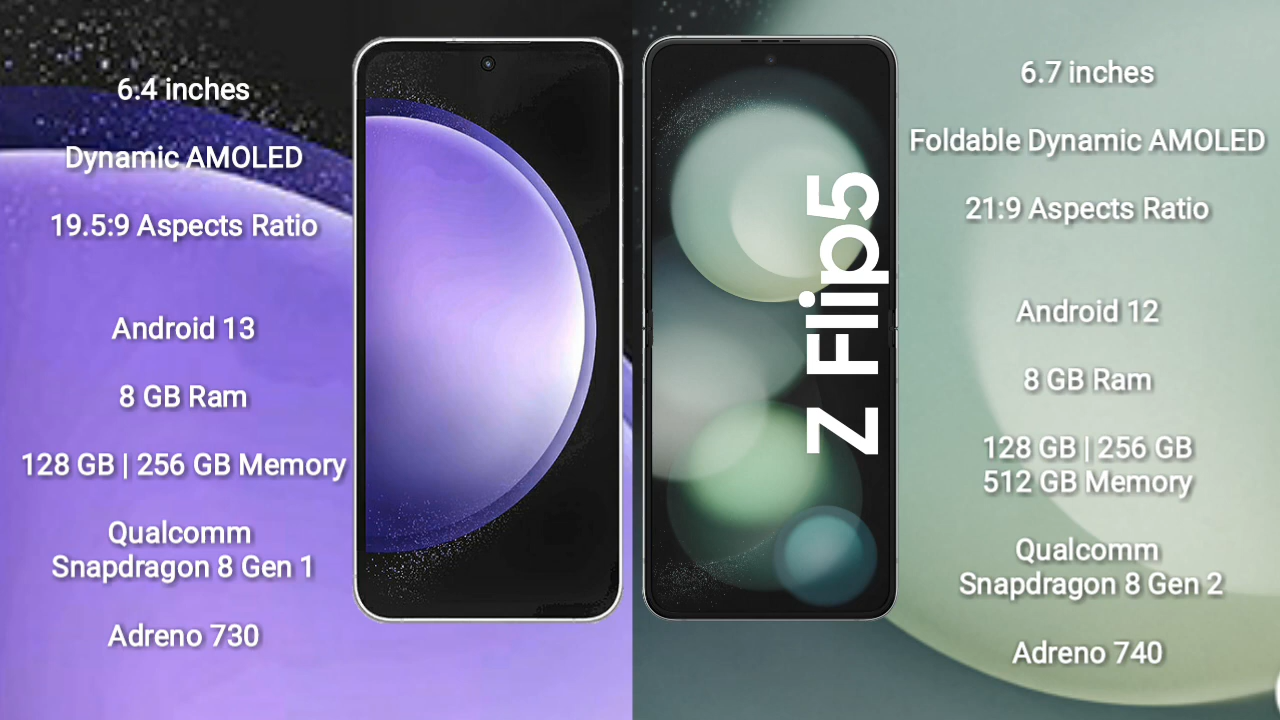 6.4 inches
Dynamic AMOLED
19.5:9 Aspects Ratio
Android 13
8 GB Ram
128 GB | 256 GB Memory
Qualcomm
Snapdragon 8 Gen 1
Adreno 730
Z Flip5
6.7 inches
Foldable Dynamic AMOLED
21:9 Aspects Ratio
Android 12
8 GB Ram
128 GB | 256 GB
512 GB Memory
Qualcomm
Snapdragon 8 Gen 2
Adreno 740